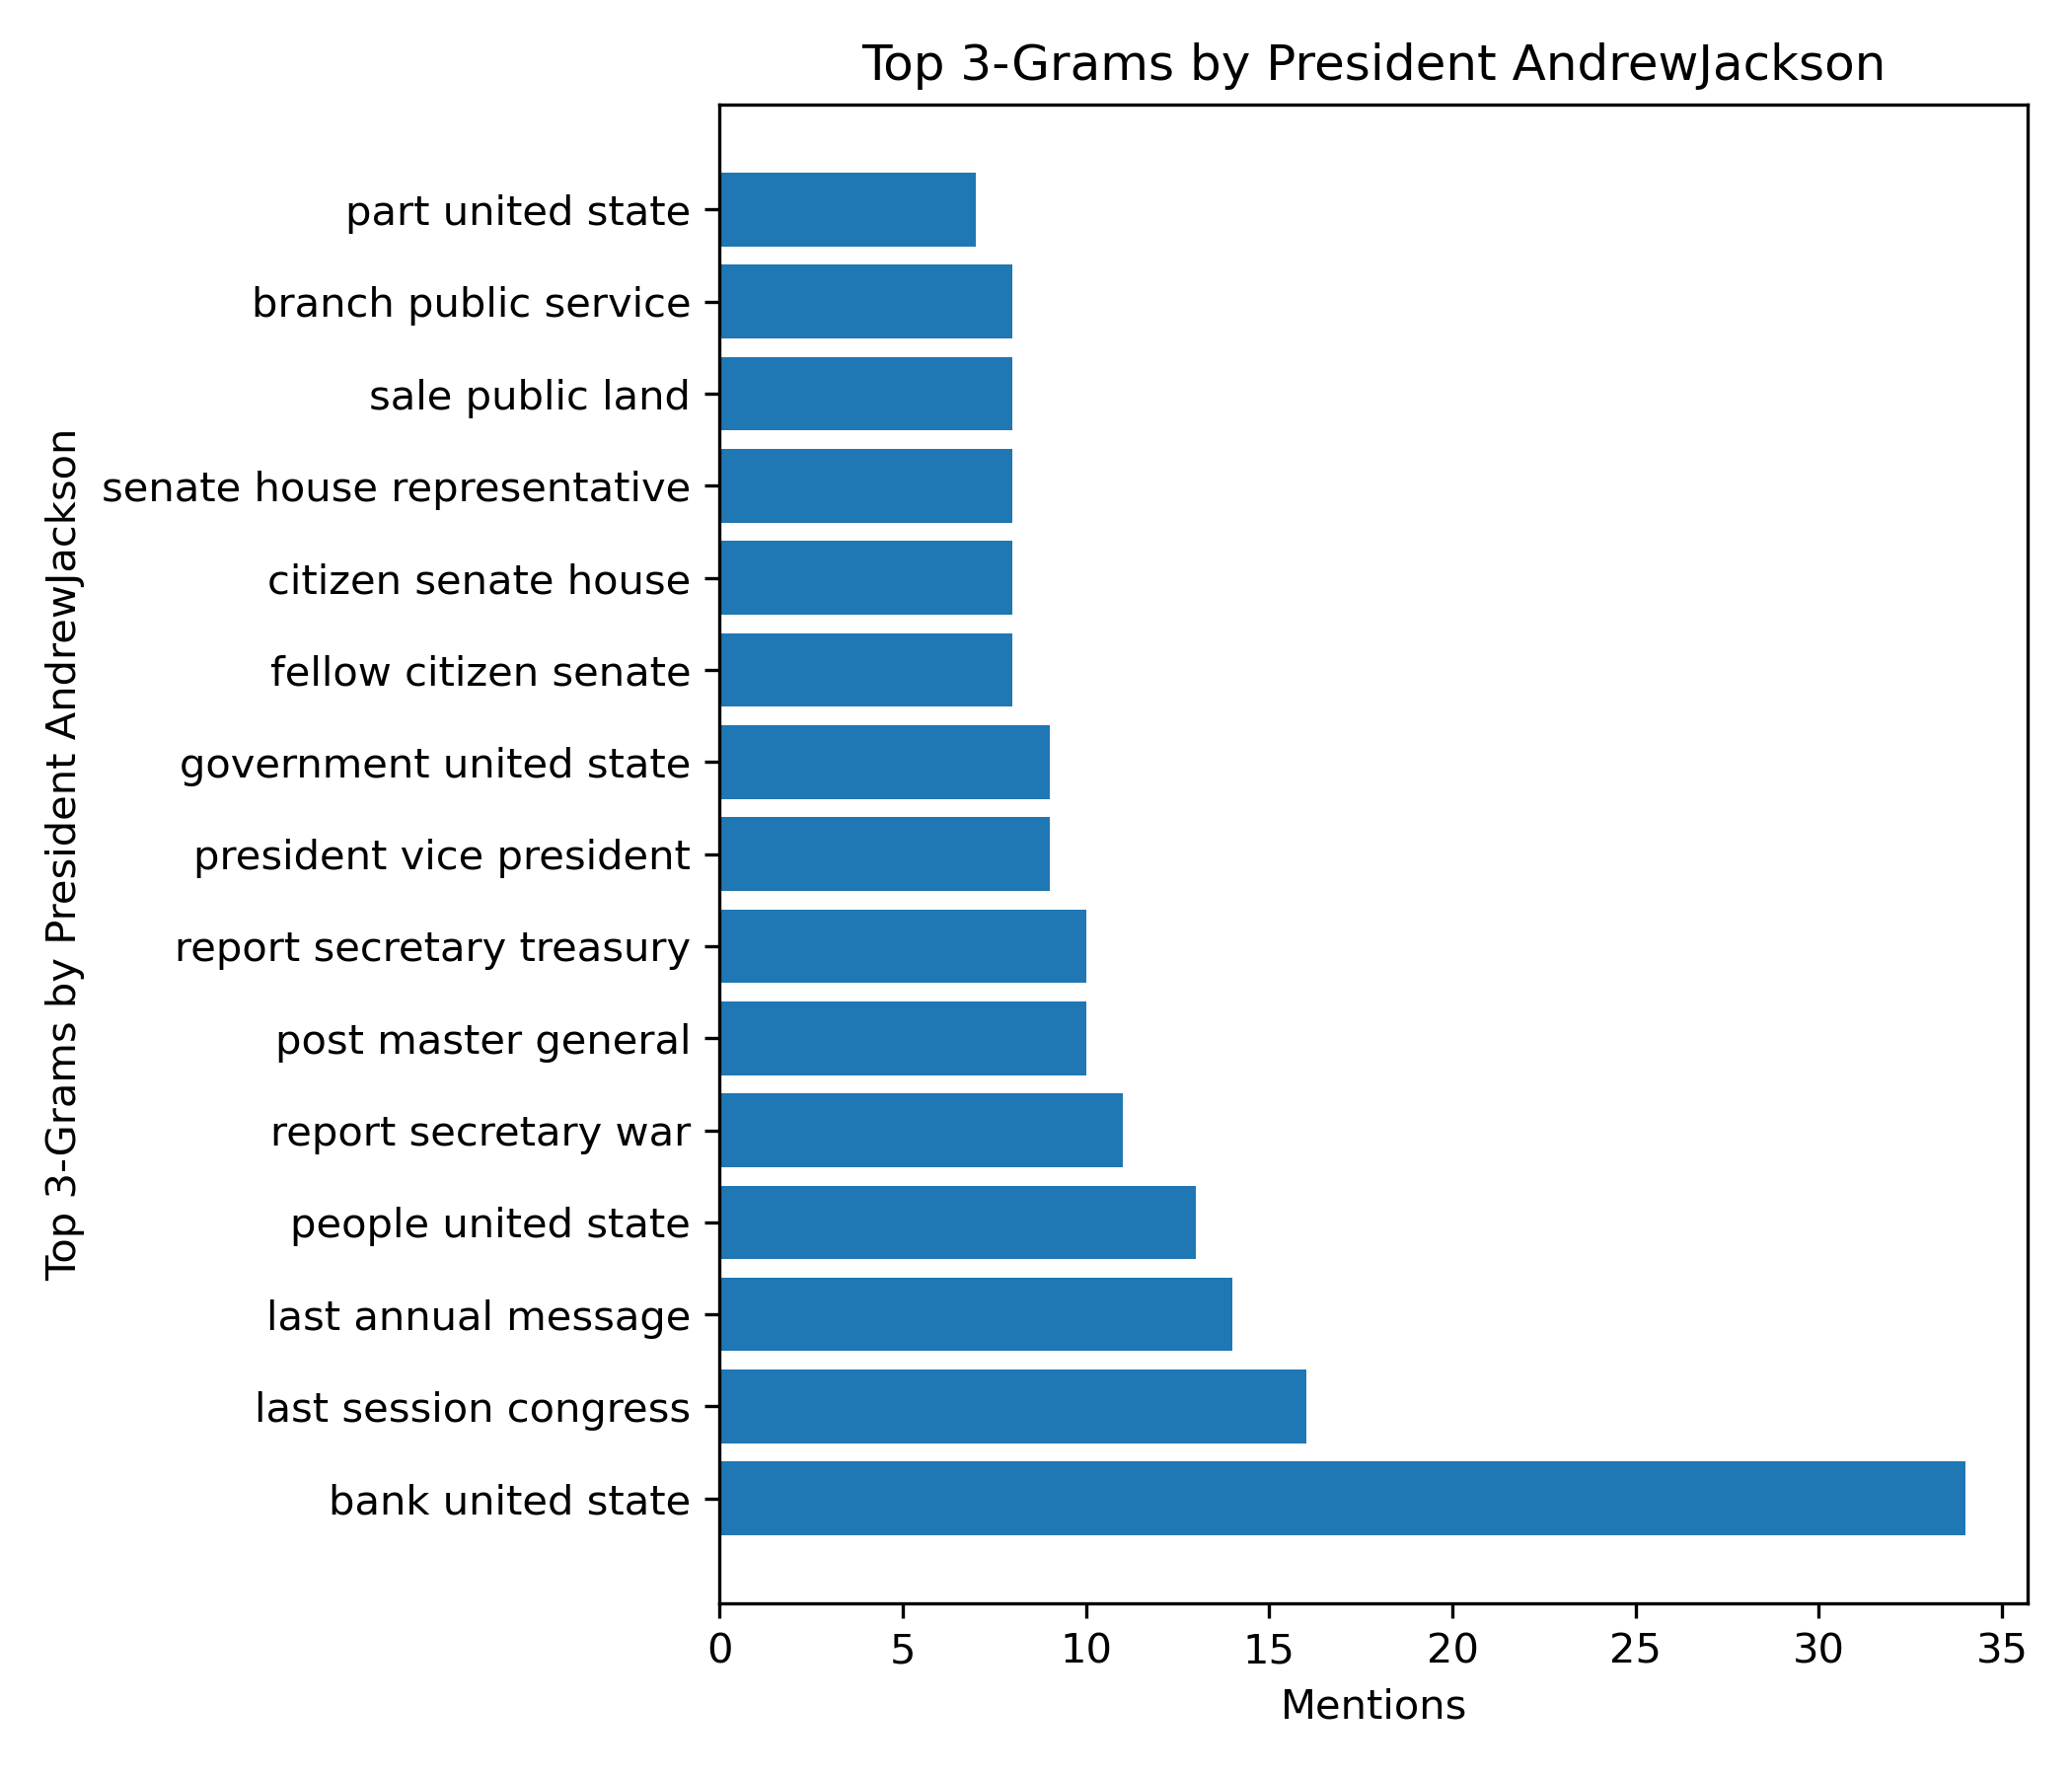 Top 3-Grams by President AndrewJackson
Top 3-Grams by President AndrewJackson
part united state
branch public service
sale public land
senate house representative
citizen senate house
fellow citizen senate
government united state
president vice president
report secretary treasury
post master general
report secretary war
people united state
last annual message
last session congress
bank united state
0 5 10 15 20 25 30 35
Mentions